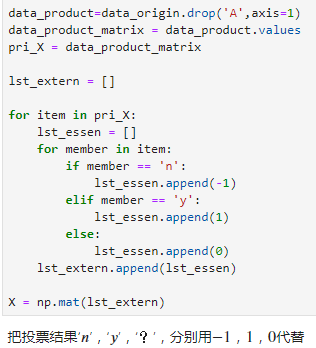 data_product=data_origin.drop('A',axis=1)
data_product_matrix = data_product.values
pri_X = data_product_matrix
lst_extern = []
for item in pri_X:
    lst_essen = []
    for member in item:
        if member == 'n':
            lst_essen.append(-1)
        elif member == 'y':
            lst_essen.append(1)
        else:
            lst_essen.append(0)
    lst_extern.append(lst_essen)
X = np.mat(lst_extern)
把投票结果'n'，'y'，'？'，分别用−1，1，0代替